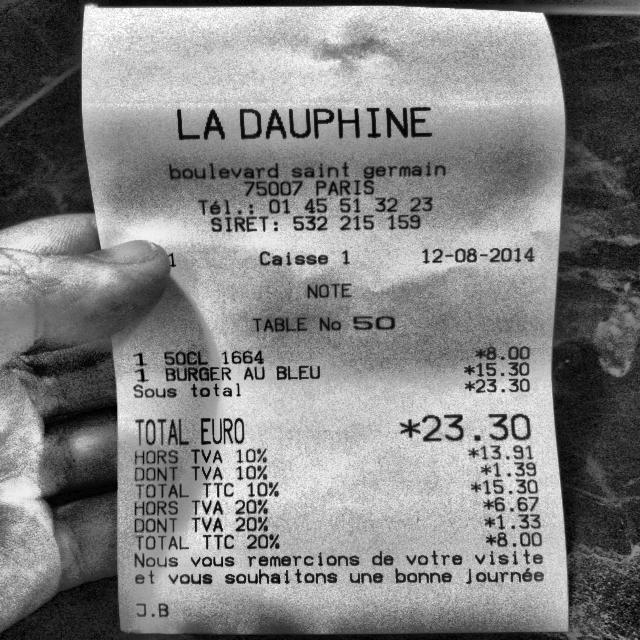 LA DAUPHINE
boulevard saint germain
75007 PARIS
Tél.: 01 45 51 32 23
SIRET: 532 215 159
1 Caisse 1 12-08-2014
NOTE
TABLE No 50
1 50CL 1664 *8.00
1 BURGER AU BLEU *15.30
Sous total *23.30
TOTAL EURO *23.30
HORS TVA 10% *13.91
DONT TVA 10% *1.39
TOTAL TTC 10% *15.30
HORS TVA 20% *6.67
DONT TVA 20% *1.33
TOTAL TTC 20% *8.00
Nous vous remercions de votre visite
et vous souhaitons une bonne journée
J.B